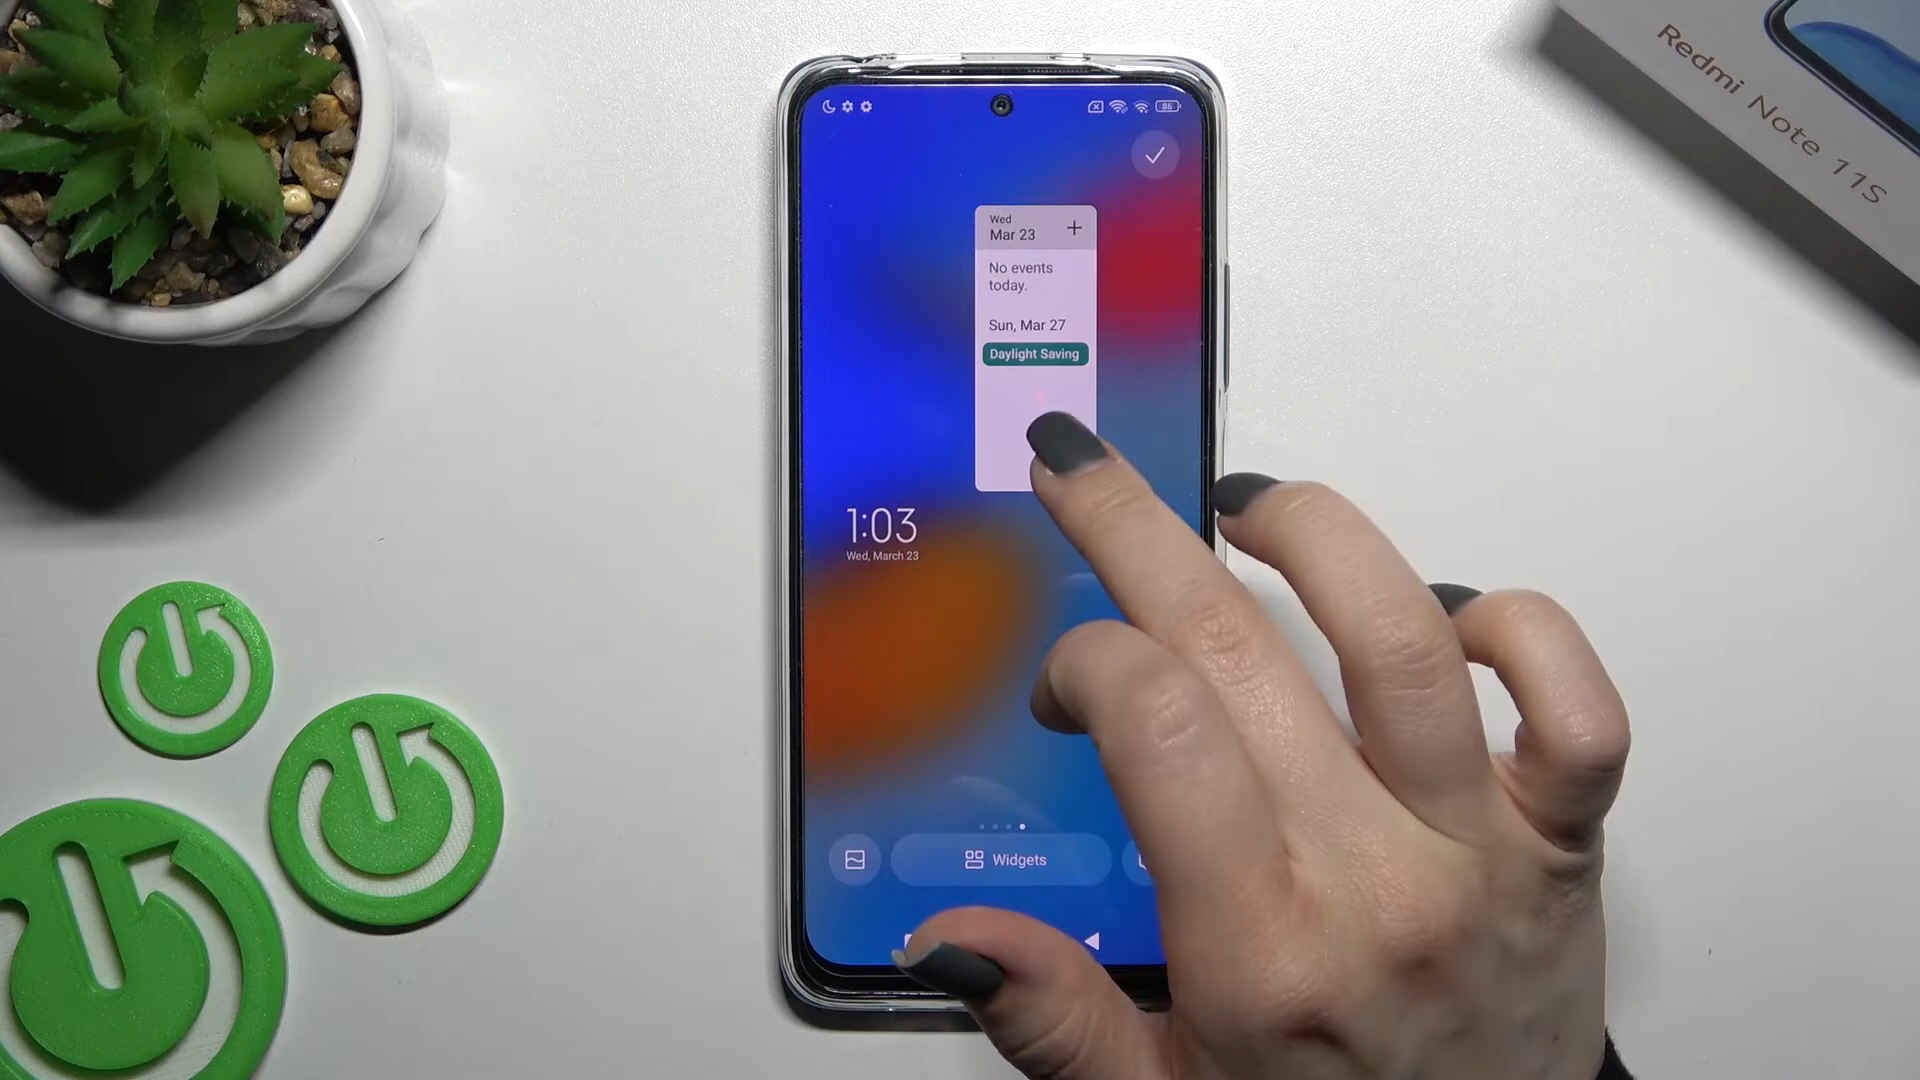 Redmi Note 11S
86
Wed
Mar 23
No events
today.
Sun, Mar 27
Daylight Saving
1:03
Wed, March 23
Widgets